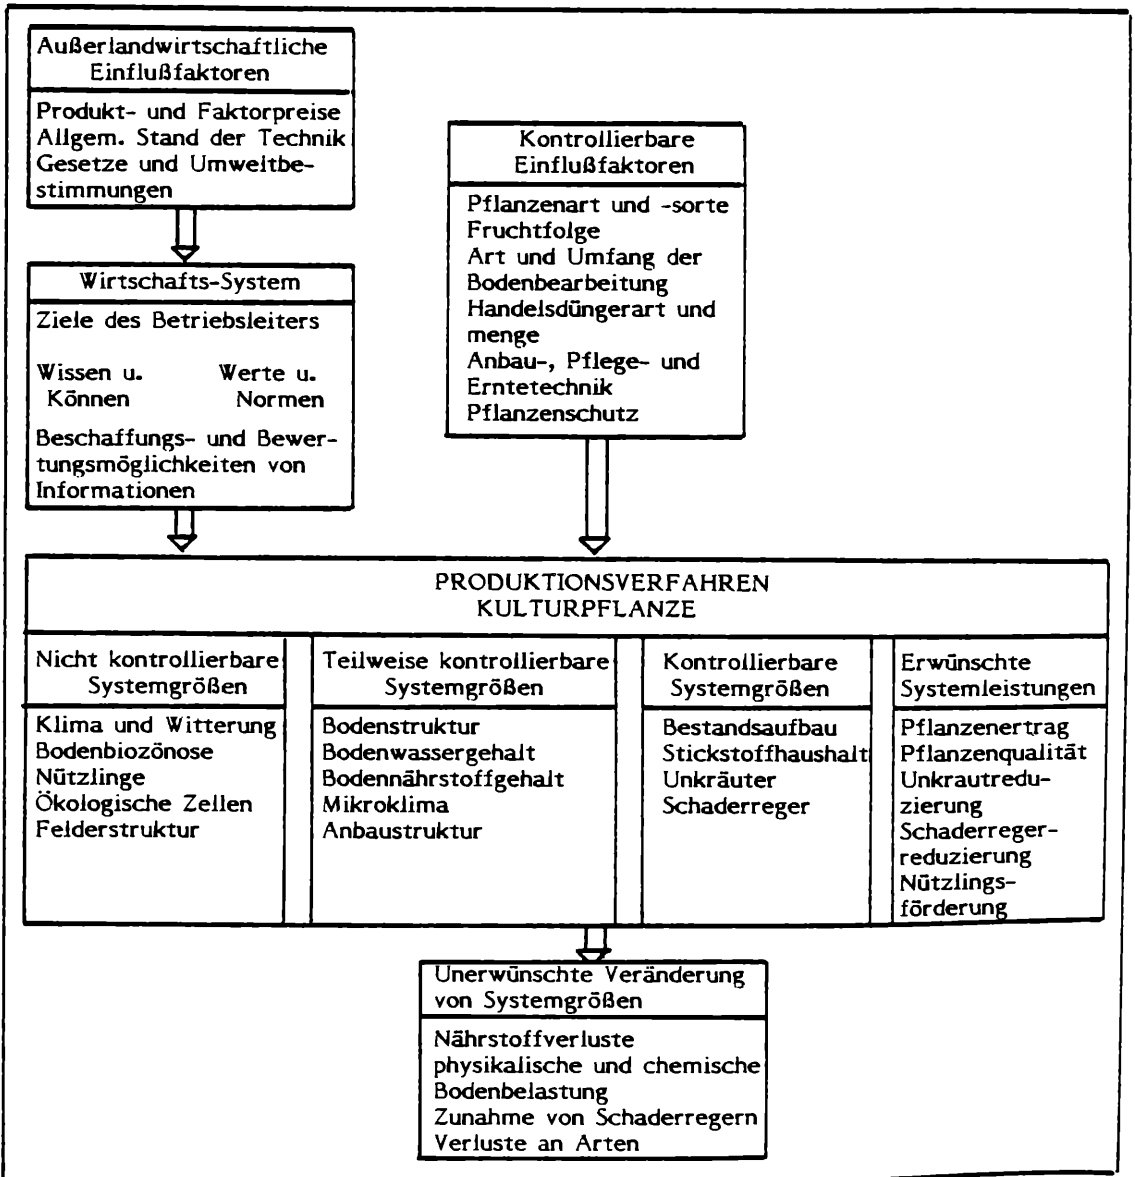 Außerlandwirtschaftliche
Einflußfaktoren
Produkt- und Faktorpreise
Allgem. Stand der Technik
Gesetze und Umweltbe-
stimmungen
Wirtschafts-System
Ziele des Betriebsleiters
Wissen u. Werte u.
Können Normen
Beschaffungs- und Bewer-
tungsmöglichkeiten von
Informationen
Kontrollierbare
Einflußfaktoren
Pflanzenart und -sorte
Fruchtfolge
Art und Umfang der
Bodenbearbeitung
Handelsdüngerart und
menge
Anbau-, Pflege- und
Erntetechnik
Pflanzenschutz
PRODUKTIONSVERFAHREN
KULTURPFLANZE
Nicht kontrollierbare
Systemgrößen
Klima und Witterung
Bodenbiozönose
Nützlinge
Ökologische Zellen
Felderstruktur
Teilweise kontrollierbare
Systemgrößen
Bodenstruktur
Bodenwassergehalt
Bodennährstoffgehalt
Mikroklima
Anbaustruktur
Kontrollierbare
Systemgrößen
Bestandsaufbau
Stickstoffhaushalt
Unkräuter
Schaderreger
Erwünschte
Systemleistungen
Pflanzenertrag
Pflanzenqualität
Unkrautredu-
zierung
Schaderreger-
reduzierung
Nützlings-
förderung
Unerwünschte Veränderung
von Systemgrößen
Nährstoffverluste
physikalische und chemische
Bodenbelastung
Zunahme von Schaderregern
Verluste an Arten